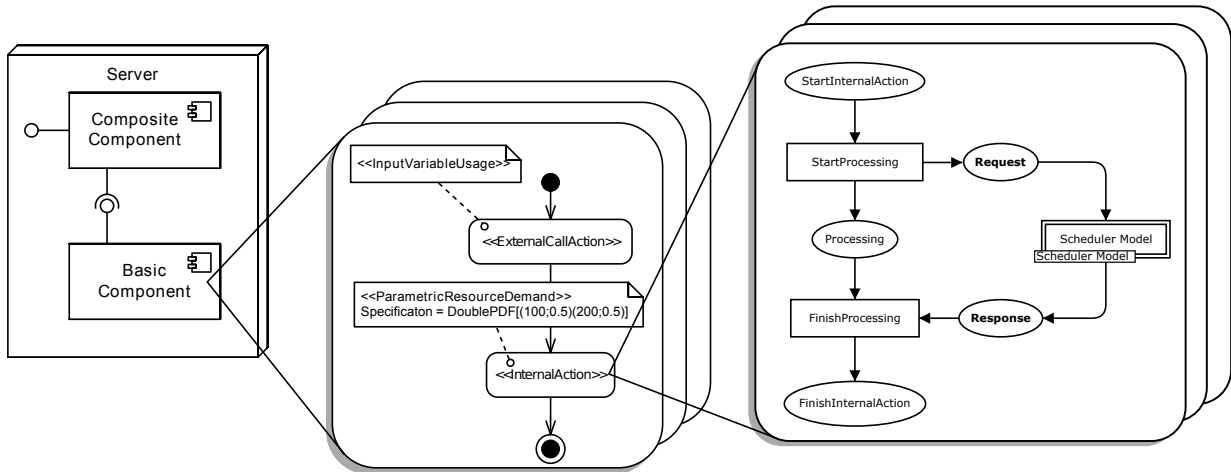 Server
Composite
Component
Basic
Component
<<InputVariableUsage>>
<<ExternalCallAction>>
<<ParametricResourceDemand>>
Specificaton = DoublePDF[(100;0.5)(200;0.5)]
<<InternalAction>>
StartInternalAction
StartProcessing
Request
Processing
Scheduler Model
Scheduler Model
FinishProcessing
Response
FinishInternalAction